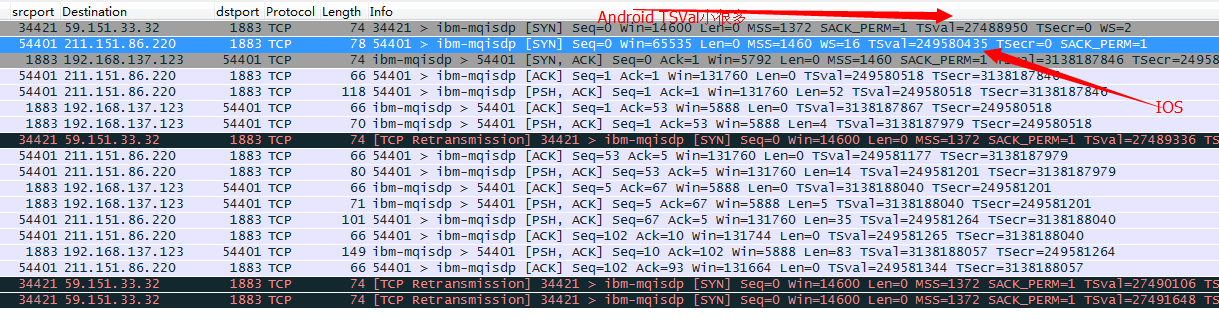 srcport Destination dstport Protocol Length Info
Android TSVal小很多
34421 59.151.33.32 1883 TCP 74 34421 > ibm-mqisdp [SYN] Seq=0 Win=14600 Len=0 MSS=1372 SACK_PERM=1 TSval=27488950 TSecr=0 WS=2
54401 211.151.86.220 1883 TCP 78 54401 > ibm-mqisdp [SYN] Seq=0 Win=65535 Len=0 MSS=1460 WS=16 TSval=249580435 TSecr=0 SACK_PERM=1
1883 192.168.137.123 54401 TCP 74 ibm-mqisdp > 54401 [SYN, ACK] Seq=0 Ack=1 Win=5792 Len=0 MSS=1460 SACK_PERM=1 TSval=3138187846 TSecr=24958
54401 211.151.86.220 1883 TCP 66 54401 > ibm-mqisdp [ACK] Seq=1 Ack=1 Win=131760 Len=0 TSval=249580518 TSecr=3138187846
54401 211.151.86.220 1883 TCP 118 54401 > ibm-mqisdp [PSH, ACK] Seq=1 Ack=1 Win=131760 Len=52 TSval=249580518 TSecr=3138187846
IOS
1883 192.168.137.123 54401 TCP 66 ibm-mqisdp > 54401 [ACK] Seq=1 Ack=53 Win=5888 Len=0 TSval=3138187867 TSecr=249580518
1883 192.168.137.123 54401 TCP 70 ibm-mqisdp > 54401 [PSH, ACK] Seq=1 Ack=53 Win=5888 Len=4 TSval=3138187979 TSecr=249580518
34421 59.151.33.32 1883 TCP 74 [TCP Retransmission] 34421 > ibm-mqisdp [SYN] Seq=0 Win=14600 Len=0 MSS=1372 SACK_PERM=1 TSval=27489336 TS
54401 211.151.86.220 1883 TCP 66 54401 > ibm-mqisdp [ACK] Seq=53 Ack=5 Win=131760 Len=0 TSval=249581177 TSecr=3138187979
54401 211.151.86.220 1883 TCP 80 54401 > ibm-mqisdp [PSH, ACK] Seq=53 Ack=5 Win=131760 Len=14 TSval=249581201 TSecr=3138187979
1883 192.168.137.123 54401 TCP 66 ibm-mqisdp > 54401 [ACK] Seq=5 Ack=67 Win=5888 Len=0 TSval=3138188040 TSecr=249581201
1883 192.168.137.123 54401 TCP 71 ibm-mqisdp > 54401 [PSH, ACK] Seq=5 Ack=67 Win=5888 Len=5 TSval=3138188040 TSecr=249581201
54401 211.151.86.220 1883 TCP 101 54401 > ibm-mqisdp [PSH, ACK] Seq=67 Ack=5 Win=131760 Len=35 TSval=249581264 TSecr=3138188040
54401 211.151.86.220 1883 TCP 66 54401 > ibm-mqisdp [ACK] Seq=102 Ack=10 Win=131744 Len=0 TSval=249581265 TSecr=3138188040
1883 192.168.137.123 54401 TCP 149 ibm-mqisdp > 54401 [PSH, ACK] Seq=10 Ack=102 Win=5888 Len=83 TSval=3138188057 TSecr=249581264
54401 211.151.86.220 1883 TCP 66 54401 > ibm-mqisdp [ACK] Seq=102 Ack=93 Win=131664 Len=0 TSval=249581344 TSecr=3138188057
34421 59.151.33.32 1883 TCP 74 [TCP Retransmission] 34421 > ibm-mqisdp [SYN] Seq=0 Win=14600 Len=0 MSS=1372 SACK_PERM=1 TSval=27490106 TS
34421 59.151.33.32 1883 TCP 74 [TCP Retransmission] 34421 > ibm-mqisdp [SYN] Seq=0 Win=14600 Len=0 MSS=1372 SACK_PERM=1 TSval=27491648 TS